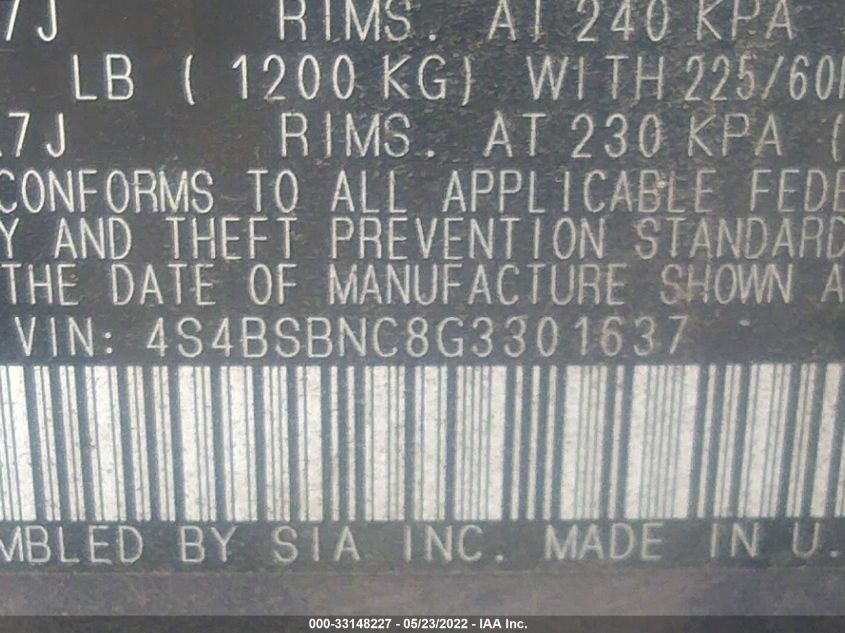 7J RIMS. AT 240 KPA
LB ( 1200 KG) WITH 225/60
7J RIMS. AT 230 KPA (
CONFORMS TO ALL APPLICABLE FEDE
Y AND THEFT PREVENTION STANDARD
THE DATE OF MANUFACTURE SHOWN A
VIN: 4S4BSBNC8G3301637
MBLED BY SIA INC. MADE IN U.
000-33148227 - 05/23/2022 - IAA Inc.